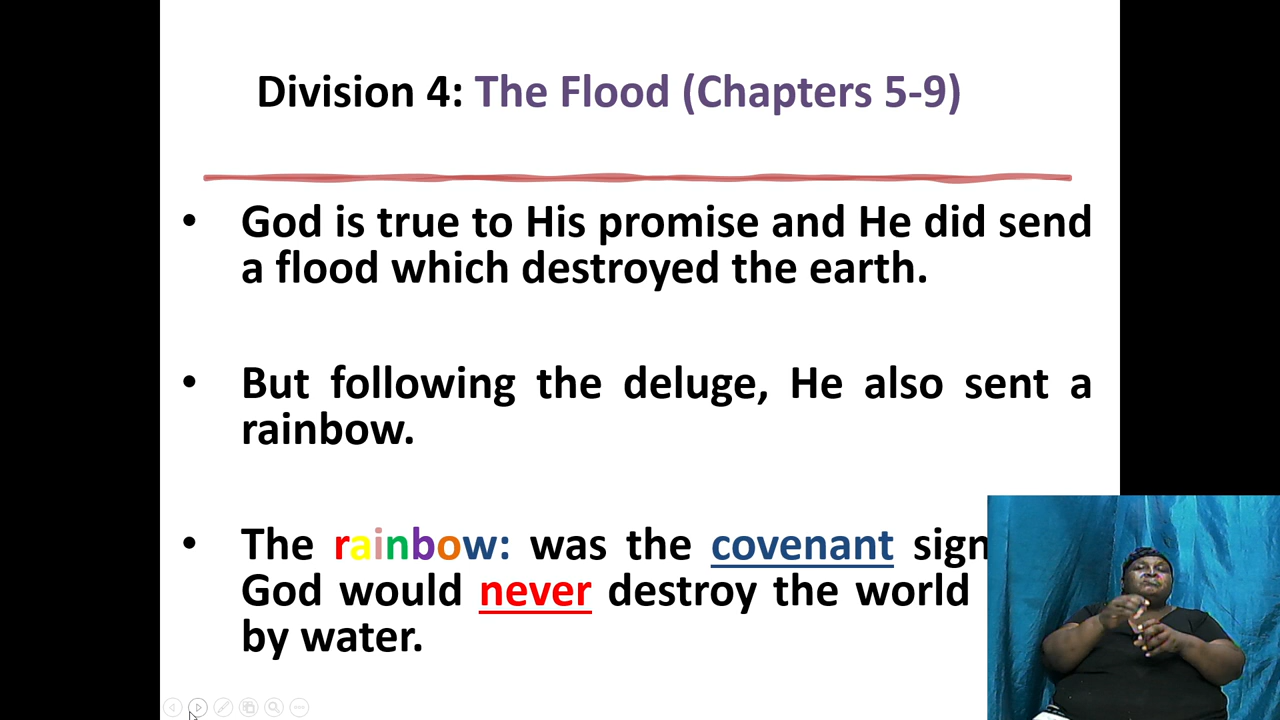 Division 4: The Flood (Chapters 5-9)
• God is true to His promise and He did send
a flood which destroyed the earth.
• But following the deluge, He also sent a
rainbow.
• The rainbow: was the covenant sign
God would never destroy the world
by water.